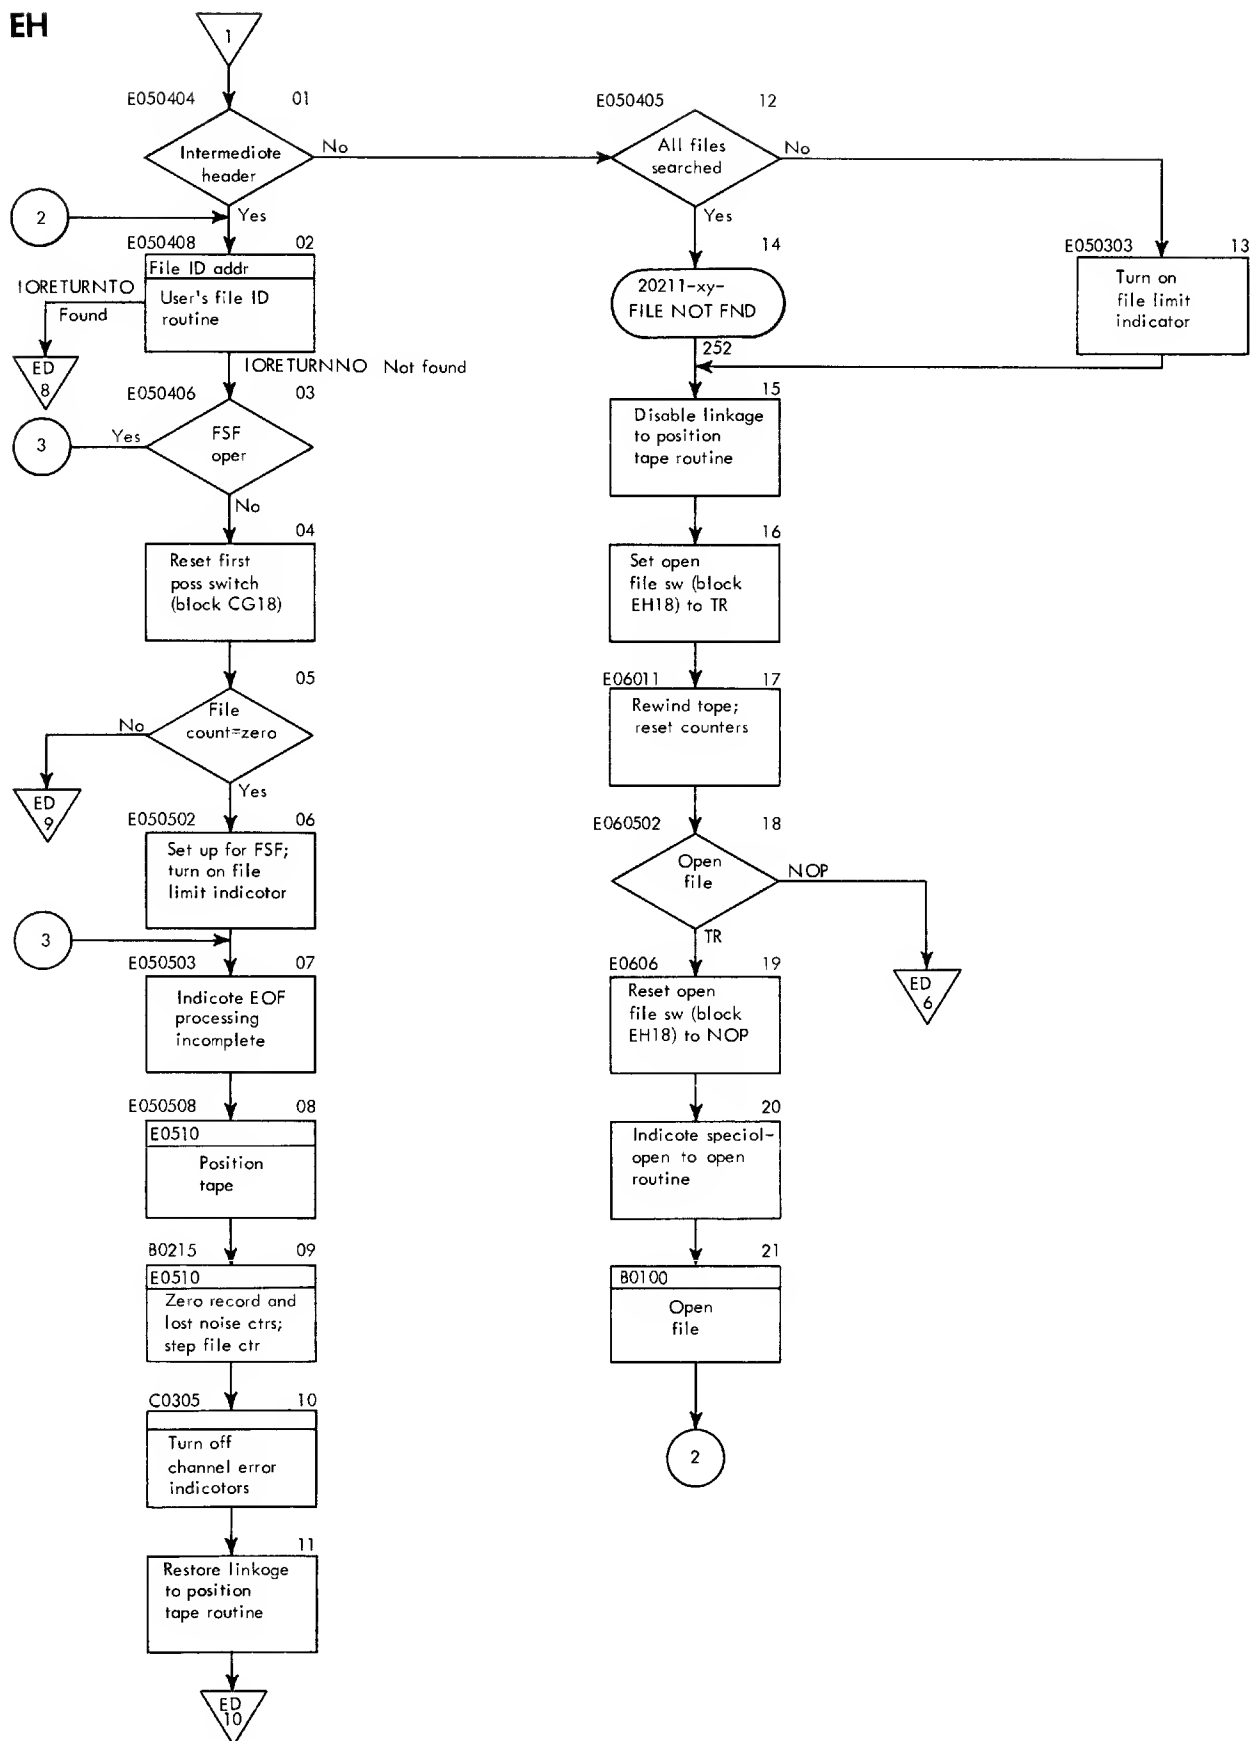 EH
1
E050404
01
Intermediate
header
No
2
Yes
E050408
02
File ID addr
User's file ID
routine
IORETURNTO
Found
ED
8
IORETURNNO Not found
E050406
03
FSF
oper
Yes
3
No
04
Reset first
poss switch
(block CG18)
05
File
count=zero
No
ED
9
Yes
E050502
06
Set up for FSF;
turn on file
limit indicator
3
E050503
07
Indicate EOF
processing
incomplete
E050508
08
E0510
Position
tape
B0215
09
E0510
Zero record and
lost noise ctrs;
step file ctr
C0305
10
Turn off
channel error
indicators
11
Restore linkage
to position
tape routine
ED
10
E050405
12
All files
searched
No
Yes
E050303
13
Turn on
file limit
indicator
14
20211-xy-
FILE NOT FND
252
15
Disable linkage
to position
tape routine
16
Set open
file sw (block
EH18) to TR
E06011
17
Rewind tape;
reset counters
E060502
18
Open
file
NOP
ED
6
TR
E0606
19
Reset open
file sw (block
EH18) to NOP
20
Indicate special-
open to open
routine
21
B0100
Open
file
2